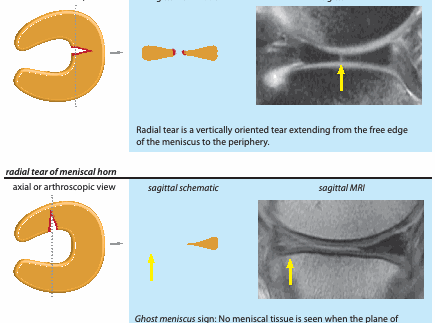 Radial tear is a vertically oriented tear extending from the free edge
of the meniscus to the periphery.
radial tear of meniscal horn
axial or arthroscopic view
sagittal schematic
sagittal MRI
Ghost meniscus sign: No meniscal tissue is seen when the plane of